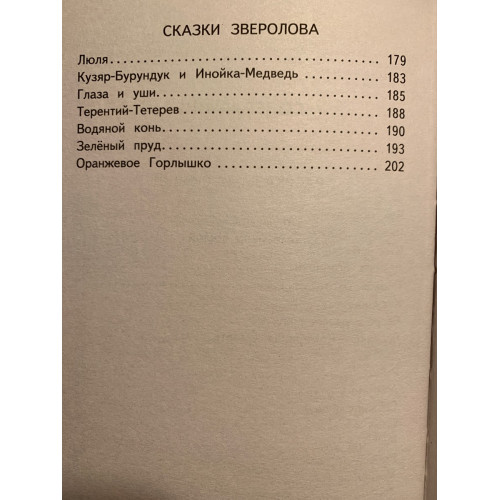 СКАЗКИ ЗВЕРОЛОВА
Люля 179
Кузяр-Бурундук и Инойка-Медведь 183
Глаза и уши 185
Терентий-Тетерев 188
Водяной конь 190
Зелёный пруд 193
Оранжевое Горлышко 202